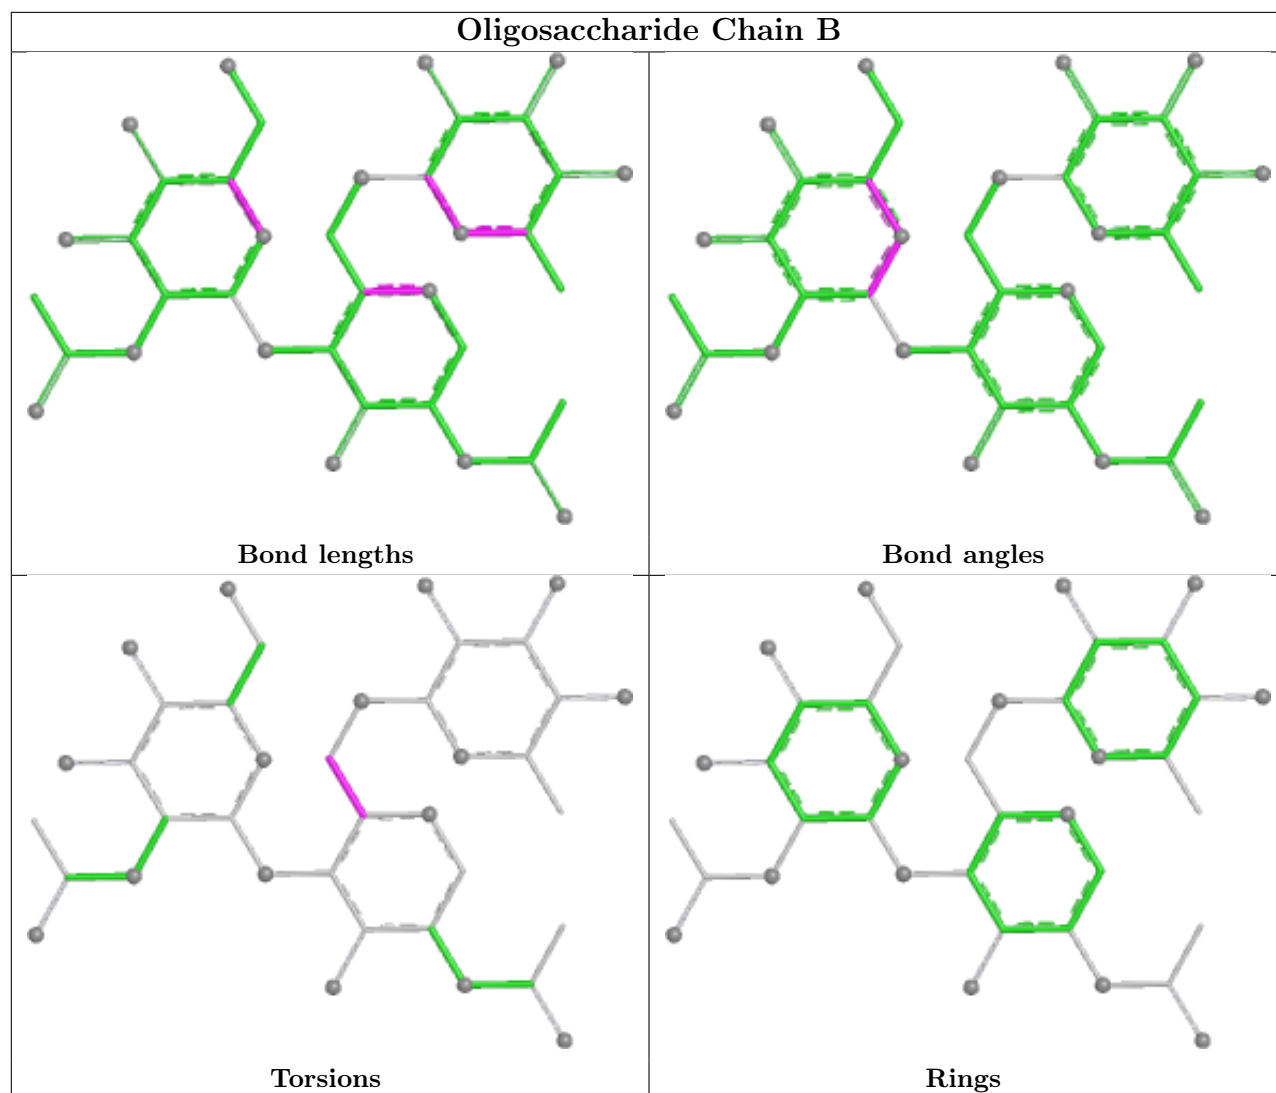 Oligosaccharide Chain B
Bond lengths
Bond angles
Torsions
Rings